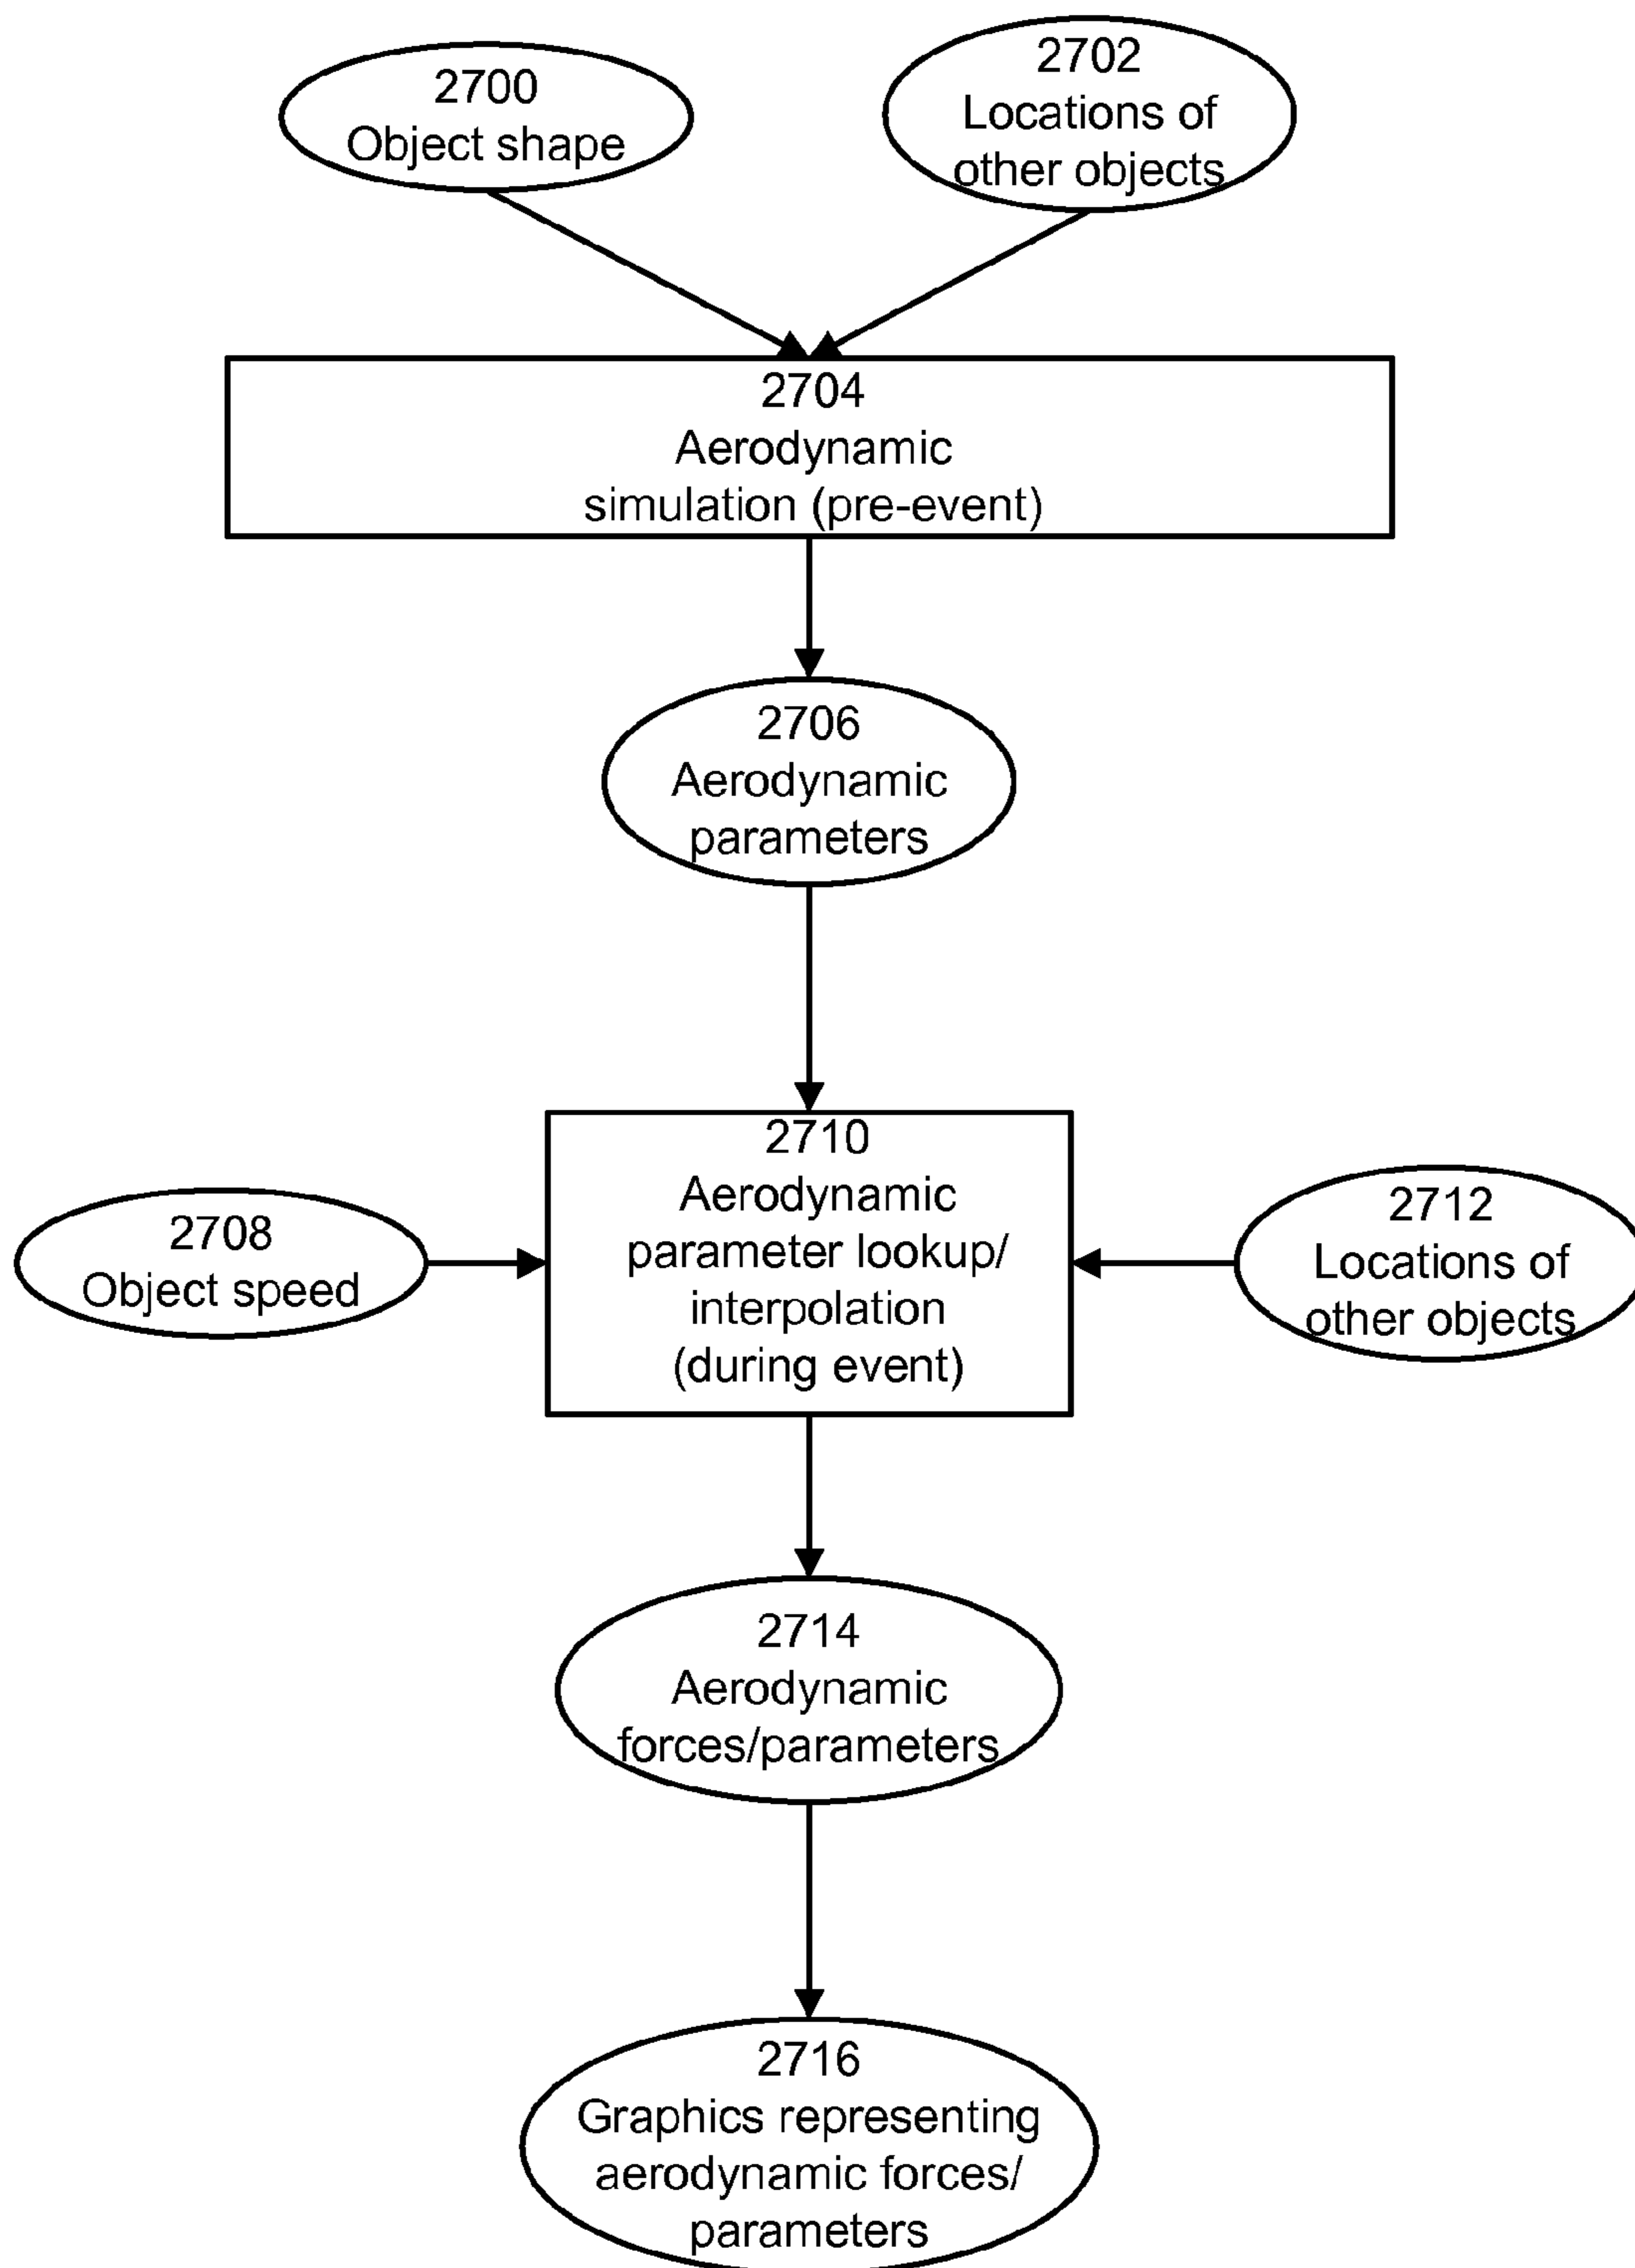 2700
Object shape
2702
Locations of
other objects
2704
Aerodynamic
simulation (pre-event)
2706
Aerodynamic
parameters
2708
Object speed
2710
Aerodynamic
parameter lookup/
interpolation
(during event)
2712
Locations of
other objects
2714
Aerodynamic
forces/parameters
2716
Graphics representing
aerodynamic forces/
parameters